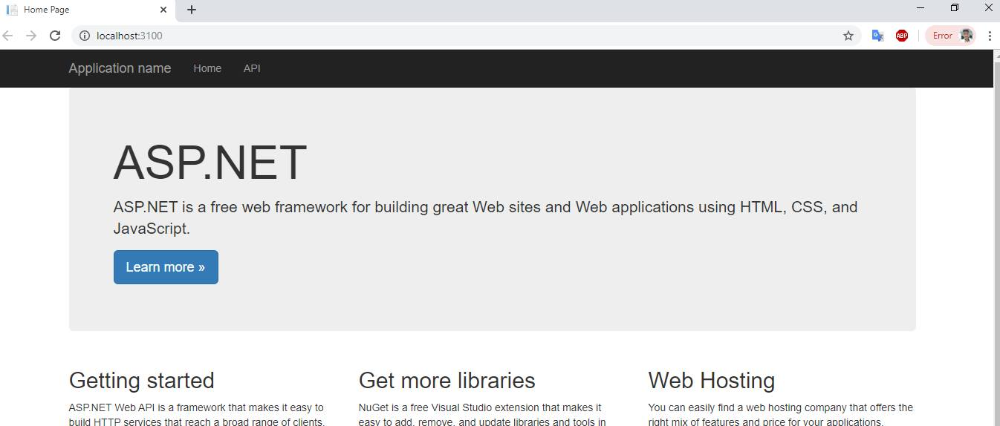 Home Page
localhost:3100
ABP
Error
Application name Home API
ASP.NET
ASP.NET is a free web framework for building great Web sites and Web applications using HTML, CSS, and
JavaScript.
Learn more »
Getting started
ASP.NET Web API is a framework that makes it easy to
build HTTP services that reach a broad range of clients,
Get more libraries
NuGet is a free Visual Studio extension that makes it
easy to add, remove, and update libraries and tools in
Web Hosting
You can easily find a web hosting company that offers the
right mix of features and price for your applications.